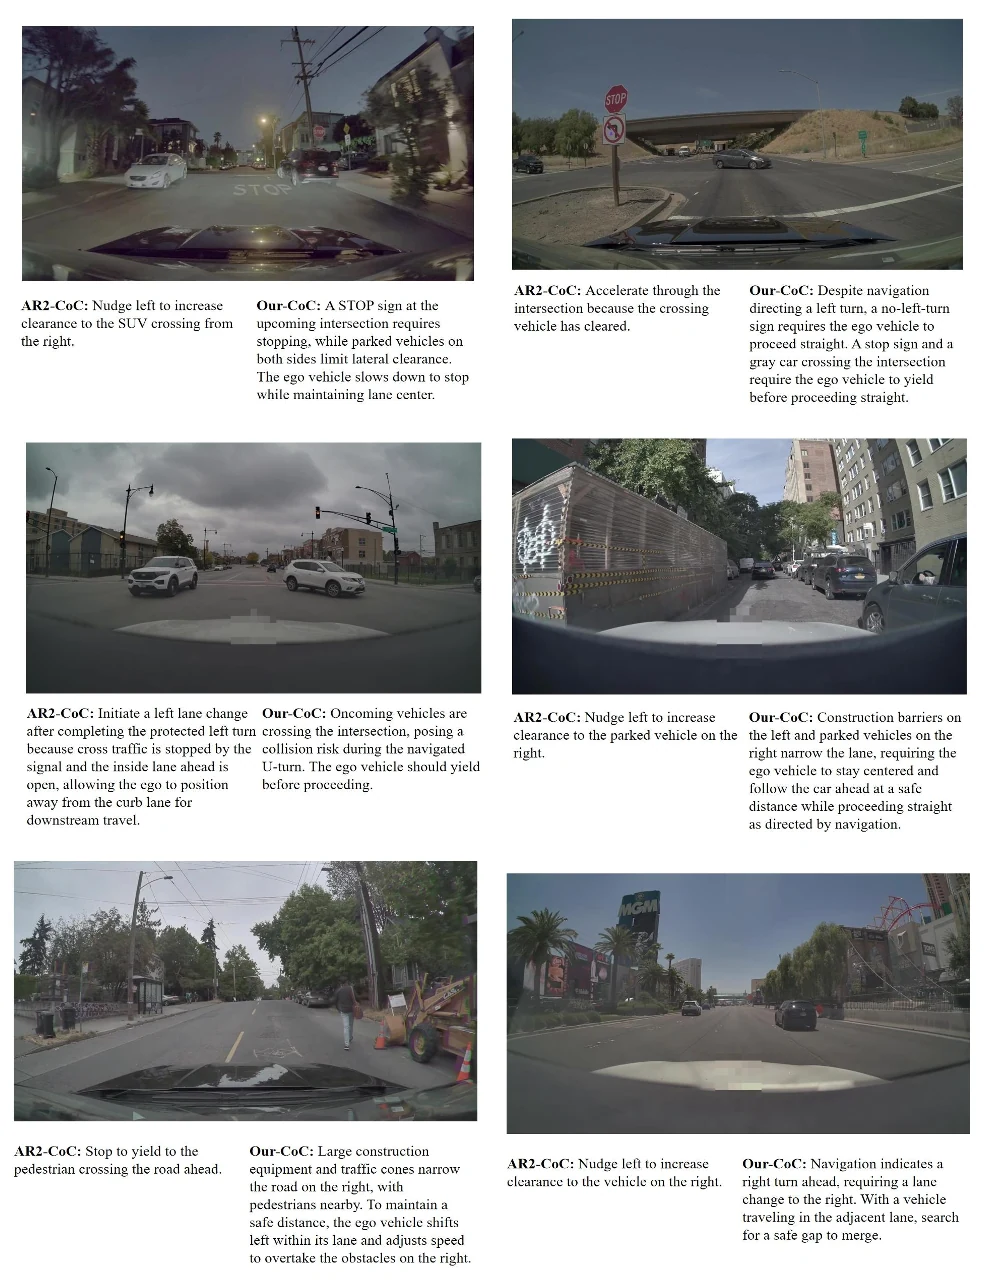 STOP
AR2-CoC: Nudge left to increase
clearance to the SUV crossing from
the right.
Our-CoC: A STOP sign at the
upcoming intersection requires
stopping, while parked vehicles on
both sides limit lateral clearance.
The ego vehicle slows down to stop
while maintaining lane center.
STOP
AR2-CoC: Accelerate through the
intersection because the crossing
vehicle has cleared.
Our-CoC: Despite navigation
directing a left turn, a no-left-turn
sign requires the ego vehicle to
proceed straight. A stop sign and a
gray car crossing the intersection
require the ego vehicle to yield
before proceeding straight.
AR2-CoC: Initiate a left lane change
after completing the protected left turn
because cross traffic is stopped by the
signal and the inside lane ahead is
open, allowing the ego to position
away from the curb lane for
downstream travel.
Our-CoC: Oncoming vehicles are
crossing the intersection, posing a
collision risk during the navigated
U-turn. The ego vehicle should yield
before proceeding.
AR2-CoC: Nudge left to increase
clearance to the parked vehicle on the
right.
Our-CoC: Construction barriers on
the left and parked vehicles on the
right narrow the lane, requiring the
ego vehicle to stay centered and
follow the car ahead at a safe
distance while proceeding straight
as directed by navigation.
CASE
AR2-CoC: Stop to yield to the
pedestrian crossing the road ahead.
Our-CoC: Large construction
equipment and traffic cones narrow
the road on the right, with
pedestrians nearby. To maintain a
safe distance, the ego vehicle shifts
left within its lane and adjusts speed
to overtake the obstacles on the right.
MGM
AR2-CoC: Nudge left to increase
clearance to the vehicle on the right.
Our-CoC: Navigation indicates a
right turn ahead, requiring a lane
change to the right. With a vehicle
traveling in the adjacent lane, search
for a safe gap to merge.